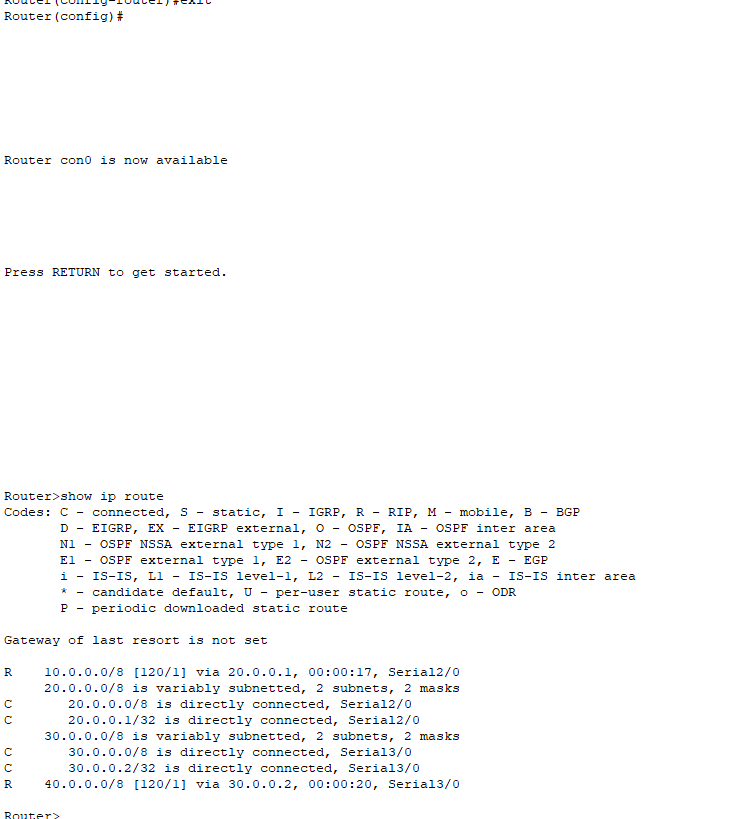 Router(config-router)#exit
Router(config)#
Router con0 is now available
Press RETURN to get started.
Router>show ip route
Codes: C - connected, S - static, I - IGRP, R - RIP, M - mobile, B - BGP
       D - EIGRP, EX - EIGRP external, O - OSPF, IA - OSPF inter area
       N1 - OSPF NSSA external type 1, N2 - OSPF NSSA external type 2
       E1 - OSPF external type 1, E2 - OSPF external type 2, E - EGP
       i - IS-IS, L1 - IS-IS level-1, L2 - IS-IS level-2, ia - IS-IS inter area
       * - candidate default, U - per-user static route, o - ODR
       P - periodic downloaded static route
Gateway of last resort is not set
R    10.0.0.0/8 [120/1] via 20.0.0.1, 00:00:17, Serial2/0
     20.0.0.0/8 is variably subnetted, 2 subnets, 2 masks
C       20.0.0.0/8 is directly connected, Serial2/0
C       20.0.0.1/32 is directly connected, Serial2/0
     30.0.0.0/8 is variably subnetted, 2 subnets, 2 masks
C       30.0.0.0/8 is directly connected, Serial3/0
C       30.0.0.2/32 is directly connected, Serial3/0
R    40.0.0.0/8 [120/1] via 30.0.0.2, 00:00:20, Serial3/0
Router>